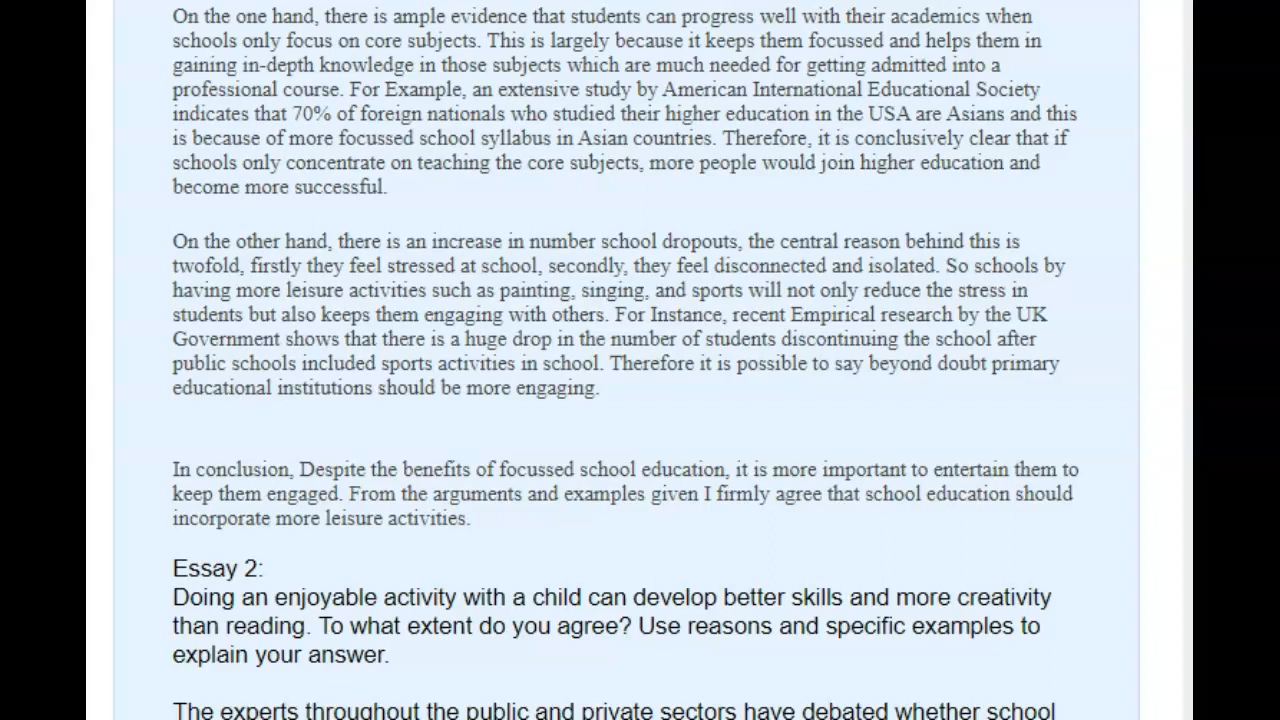 On the one hand, there is ample evidence that students can progress well with their academics when
schools only focus on core subjects. This is largely because it keeps them focussed and helps them in
gaining in-depth knowledge in those subjects which are much needed for getting admitted into a
professional course. For Example, an extensive study by American International Educational Society
indicates that 70% of foreign nationals who studied their higher education in the USA are Asians and this
is because of more focussed school syllabus in Asian countries. Therefore, it is conclusively clear that if
schools only concentrate on teaching the core subjects, more people would join higher education and
become more successful.
On the other hand, there is an increase in number school dropouts, the central reason behind this is
twofold, firstly they feel stressed at school, secondly, they feel disconnected and isolated. So schools by
having more leisure activities such as painting, singing, and sports will not only reduce the stress in
students but also keeps them engaging with others. For Instance, recent Empirical research by the UK
Government shows that there is a huge drop in the number of students discontinuing the school after
public schools included sports activities in school. Therefore it is possible to say beyond doubt primary
educational institutions should be more engaging.
In conclusion, Despite the benefits of focussed school education, it is more important to entertain them to
keep them engaged. From the arguments and examples given I firmly agree that school education should
incorporate more leisure activities.
Essay 2:
Doing an enjoyable activity with a child can develop better skills and more creativity
than reading. To what extent do you agree? Use reasons and specific examples to
explain your answer.
The experts throughout the public and private sectors have debated whether school